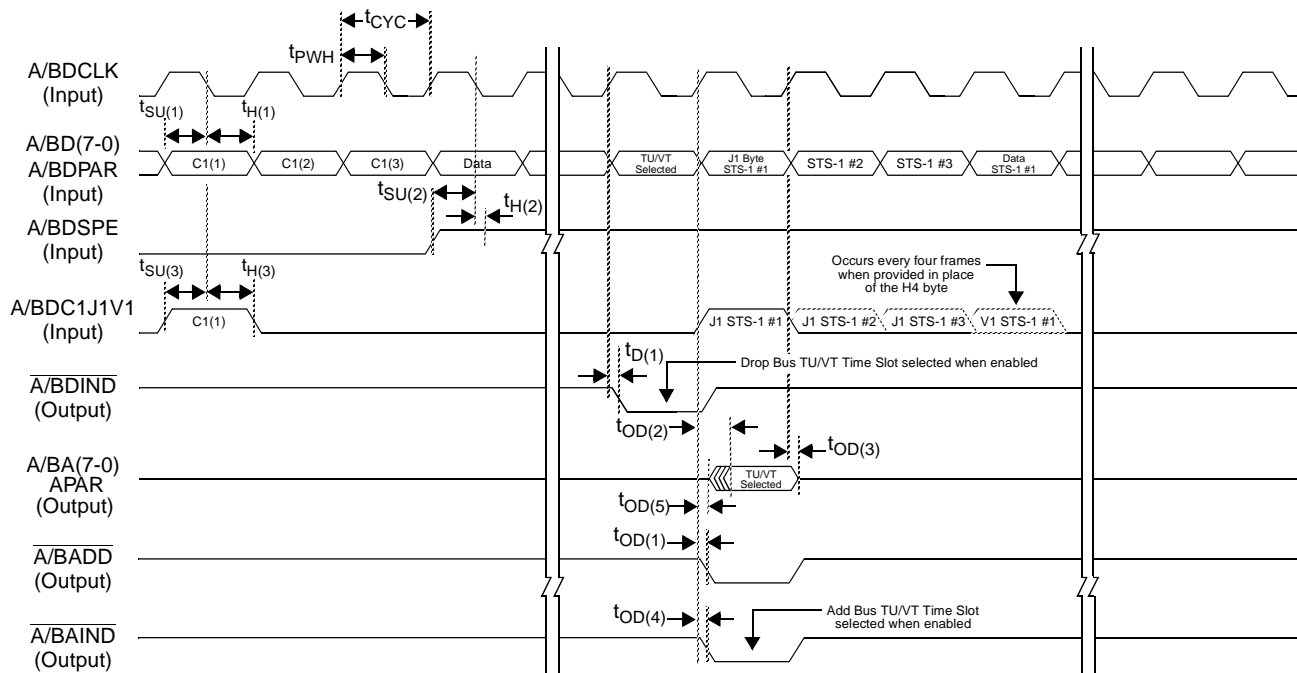 tCYC
tPWH
A/BDCLK
(Input)
tSU(1)
tH(1)
A/BD(7-0)
A/BDPAR
(Input)
C1(1)
C1(2)
C1(3)
Data
TU/VT
Selected
J1 Byte
STS-1 #1
STS-1 #2
STS-1 #3
Data
STS-1 #1
tSU(2)
tH(2)
A/BDSPE
(Input)
tSU(3)
tH(3)
Occurs every four frames
when provided in place
of the H4 byte
A/BDC1J1V1
(Input)
C1(1)
J1 STS-1 #1
J1 STS-1 #2
J1 STS-1 #3
V1 STS-1 #1
tD(1)
Drop Bus TU/VT Time Slot selected when enabled
A/BDIND
(Output)
tOD(2)
tOD(3)
A/BA(7-0)
APAR
(Output)
TU/VT
Selected
tOD(5)
tOD(1)
A/BADD
(Output)
tOD(4)
Add Bus TU/VT Time Slot
selected when enabled
A/BAIND
(Output)